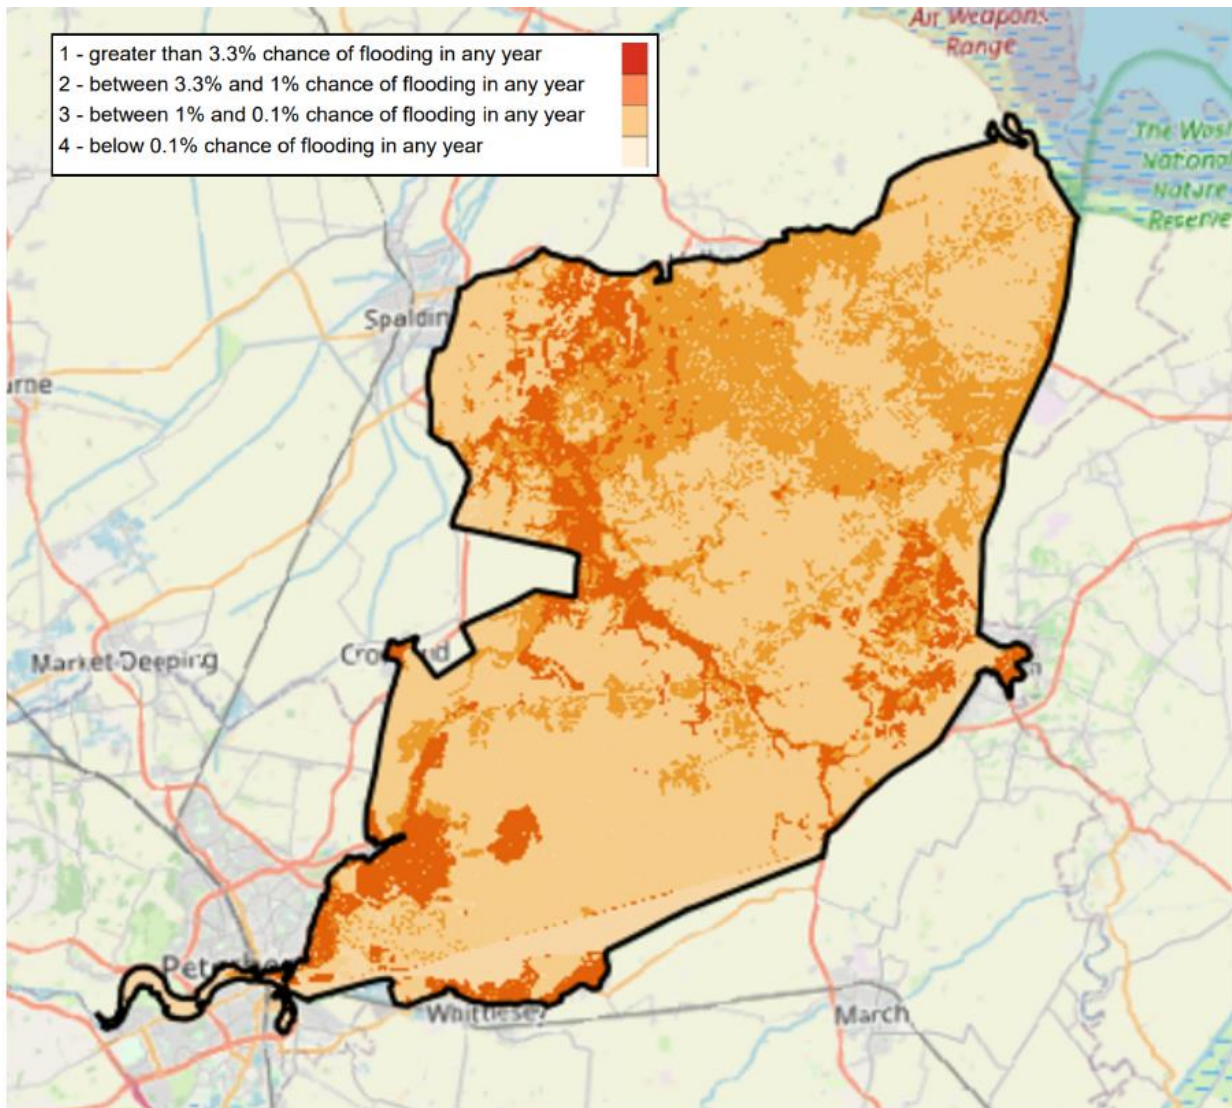 Air Weapons
Range
1 - greater than 3.3% chance of flooding in any year
2 - between 3.3% and 1% chance of flooding in any year
3 - between 1% and 0.1% chance of flooding in any year
4 - below 0.1% chance of flooding in any year
The Was
National
Nature
Reserve
Spaldin
urne
Market Deeping
Cro ud
n
Pet
Whittlesey
March